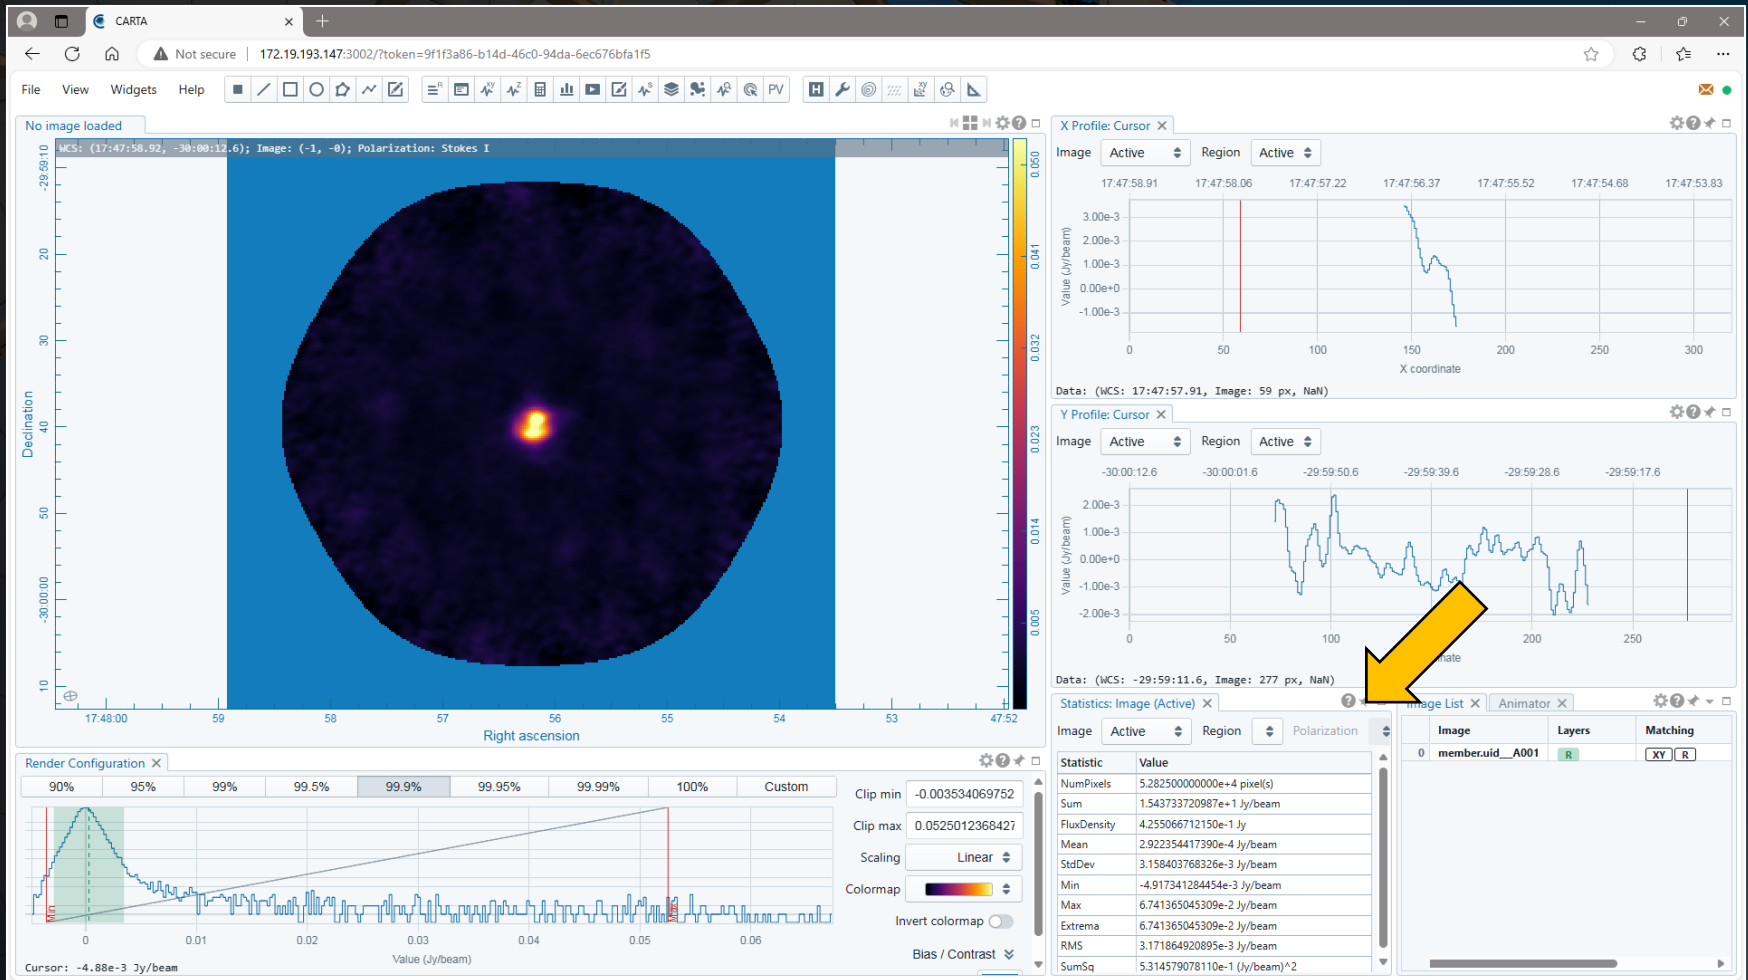 CARTA
Not secure 172.19.193.147:3002/?token=9f1f3a86-b14d-46c0-94da-6ec676bfa1f5
File View Widgets Help PV
No image loaded
WCS: (17:47:58.92, -30:00:12.6); Image: (-1, -0); Polarization: Stokes I
-29:59:10
20
30
40
50
-30:00:00
10
Declination
17:48:00 59 58 57 56 55 54 53 47:52
Right ascension
0.050
0.041
0.032
0.023
0.014
0.005
Render Configuration
90% 95% 99% 99.5% 99.9% 99.95% 99.99% 100% Custom
Min
Max
0 0.01 0.02 0.03 0.04 0.05 0.06
Value (Jy/beam)
Cursor: -4.88e-3 Jy/beam
Clip min -0.003534069752
Clip max 0.0525012368427
Scaling Linear
Colormap
Invert colormap
Bias / Contrast
X Profile: Cursor
Image Active Region Active
17:47:58.91 17:47:58.06 17:47:57.22 17:47:56.37 17:47:55.52 17:47:54.68 17:47:53.83
3.00e-3
2.00e-3
1.00e-3
0.00e+0
-1.00e-3
Value (Jy/beam)
0 50 100 150 200 250 300
X coordinate
Data: (WCS: 17:47:57.91, Image: 59 px, NaN)
Y Profile: Cursor
Image Active Region Active
-30:00:12.6 -30:00:01.6 -29:59:50.6 -29:59:39.6 -29:59:28.6 -29:59:17.6
2.00e-3
1.00e-3
0.00e+0
-1.00e-3
-2.00e-3
Value (Jy/beam)
0 50 100 200 250
Data: (WCS: -29:59:11.6, Image: 277 px, NaN)
Statistics: Image (Active)
Image Active Region Polarization
Statistic Value
NumPixels 5.282500000000e+4 pixel(s)
Sum 1.543733720987e+1 Jy/beam
FluxDensity 4.255066712150e-1 Jy
Mean 2.922354417390e-4 Jy/beam
StdDev 3.158403768326e-3 Jy/beam
Min -4.917341284454e-3 Jy/beam
Max 6.741365045309e-2 Jy/beam
Extrema 6.741365045309e-2 Jy/beam
RMS 3.171864920895e-3 Jy/beam
SumSq 5.314579078110e-1 (Jy/beam)^2
Image List Animator
Image Layers Matching
0 member.uid__A001 R XY R